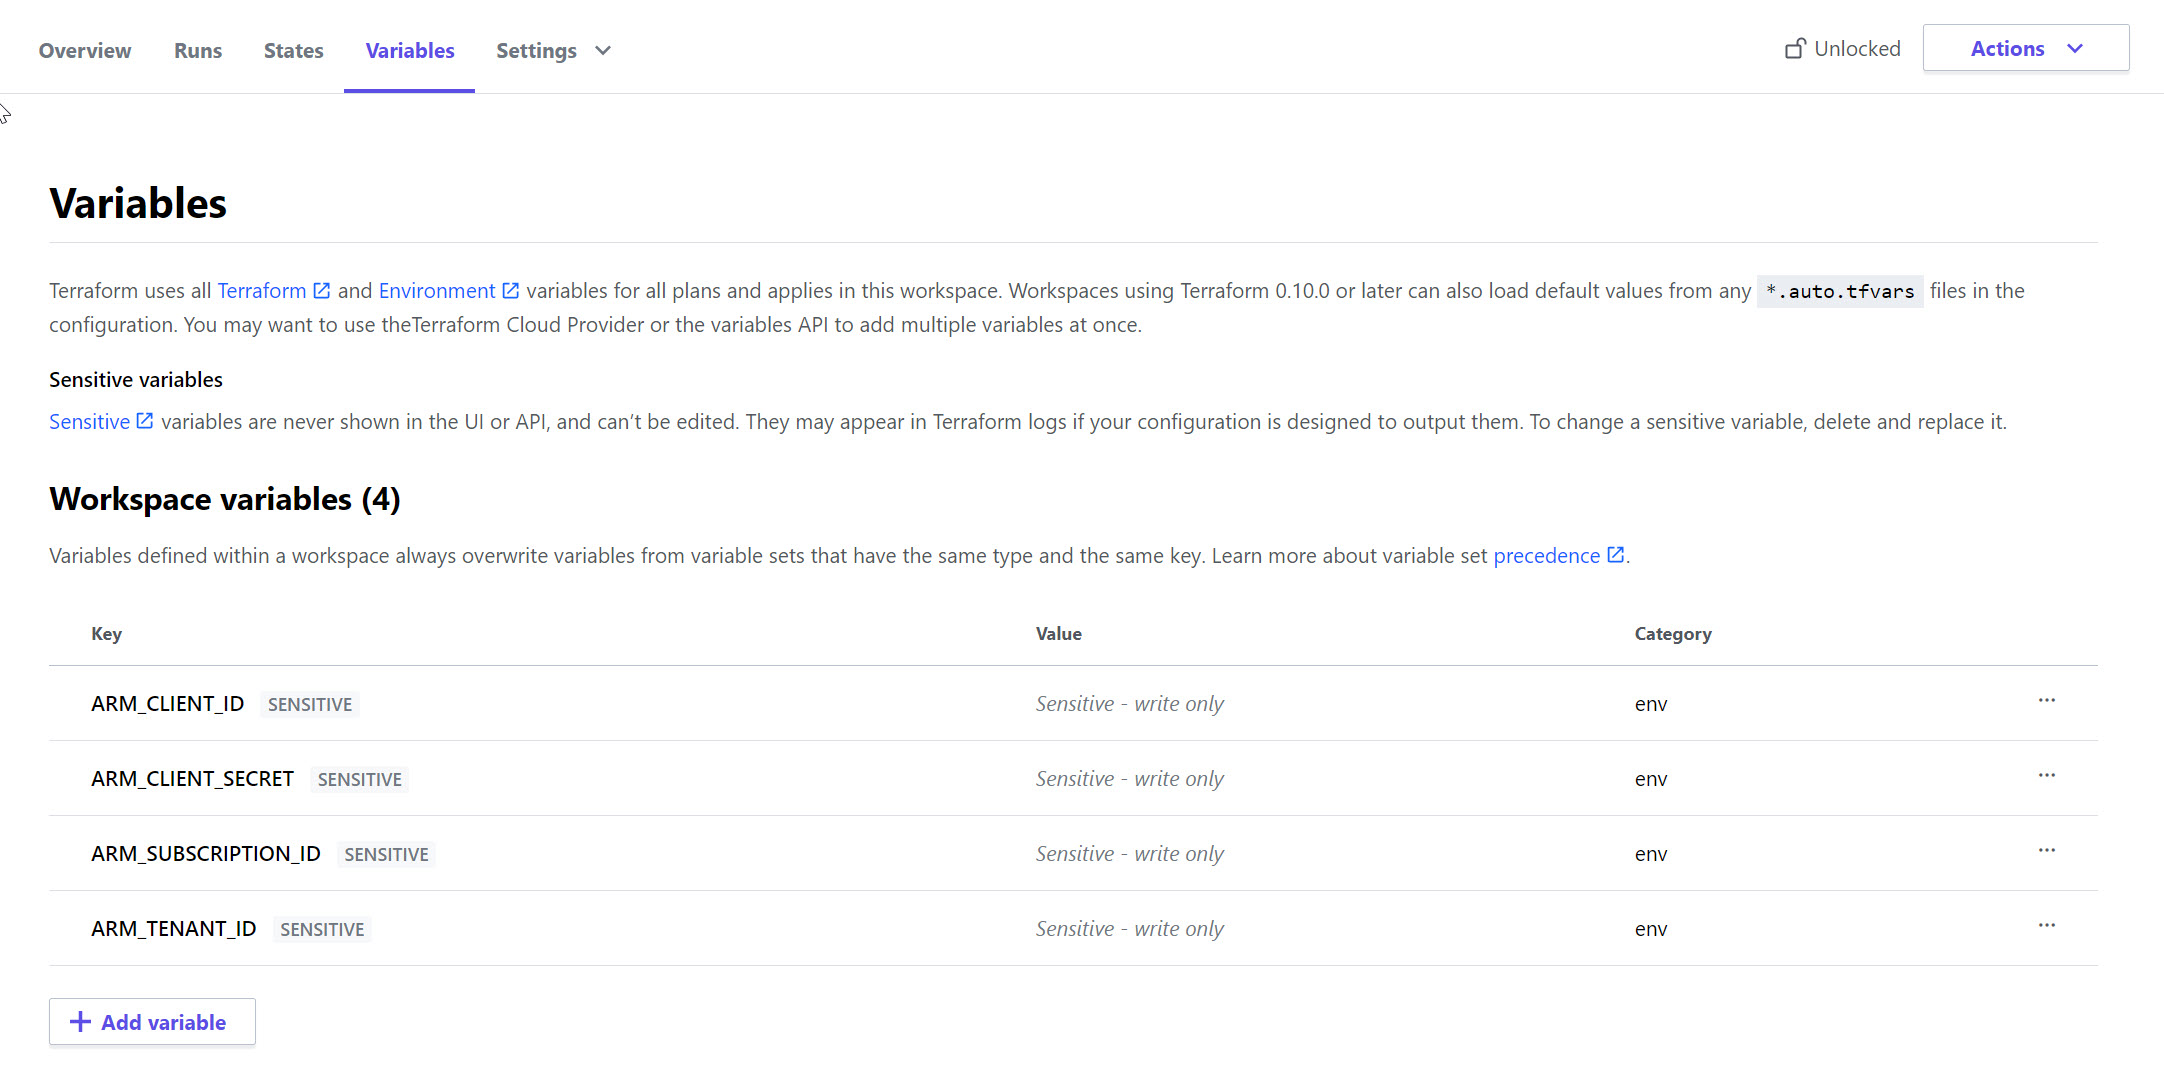 Overview Runs States Variables Settings Unlocked Actions
Variables
Terraform uses all Terraform and Environment variables for all plans and applies in this workspace. Workspaces using Terraform 0.10.0 or later can also load default values from any *.auto.tfvars files in the
configuration. You may want to use theTerraform Cloud Provider or the variables API to add multiple variables at once.
Sensitive variables
Sensitive variables are never shown in the UI or API, and can’t be edited. They may appear in Terraform logs if your configuration is designed to output them. To change a sensitive variable, delete and replace it.
Workspace variables (4)
Variables defined within a workspace always overwrite variables from variable sets that have the same type and the same key. Learn more about variable set precedence.
Key Value Category
ARM_CLIENT_ID SENSITIVE Sensitive - write only env ...
ARM_CLIENT_SECRET SENSITIVE Sensitive - write only env ...
ARM_SUBSCRIPTION_ID SENSITIVE Sensitive - write only env ...
ARM_TENANT_ID SENSITIVE Sensitive - write only env ...
+ Add variable